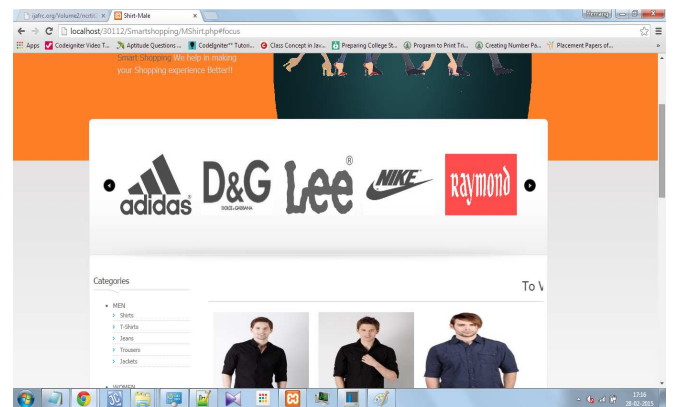 ijafrc.org/Volume2/ncrtit
Shirt-Male
Hemang
localhost/30112/Smartshopping/MShirt.php#focus
Apps
Codeigniter Video T...
Aptitude Questions ...
CodeIgniter** Tutori...
Class Concept in Jav...
Preparing College St...
Program to Print Tri...
Creating Number Pa...
Placement Papers of...
Smart Shopping We help in making
your Shopping experience Better!!
adidas
D&G
DOLCE & GABBANA
Lee
®
NIKE
Raymond
Categories
To V
MEN
Shirts
T-Shirts
Jeans
Trousers
Jackets
WOMEN
17:16
28-02-2015